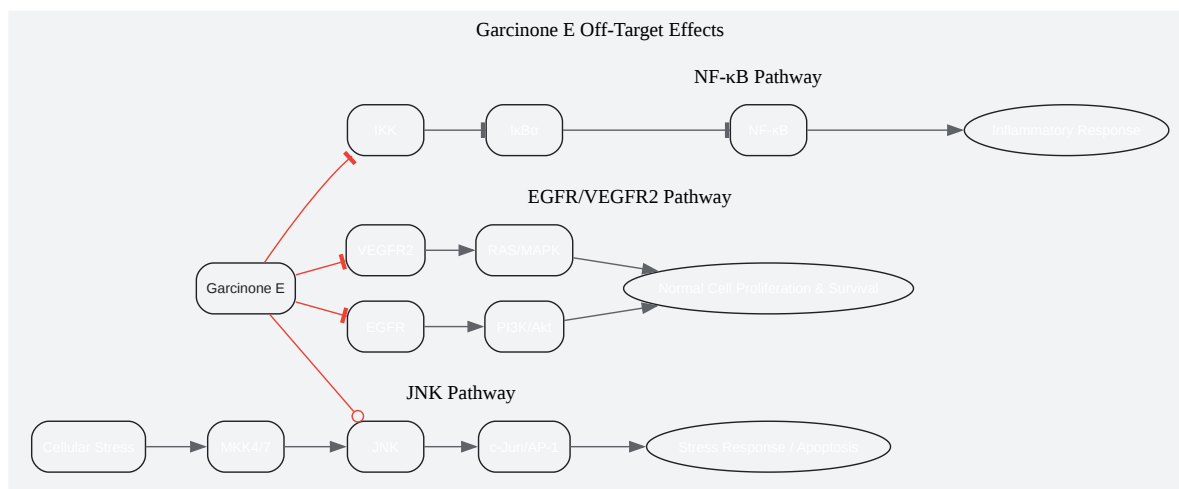 Garcinone E Off-Target Effects
NF-κB Pathway
IKK
IκBα
NF-κB
Inflammatory Response
EGFR/VEGFR2 Pathway
VEGFR2
RAS/MAPK
Garcinone E
Normal Cell Proliferation & Survival
EGFR
PI3K/Akt
JNK Pathway
Cellular Stress
MKK4/7
JNK
c-Jun/AP-1
Stress Response / Apoptosis